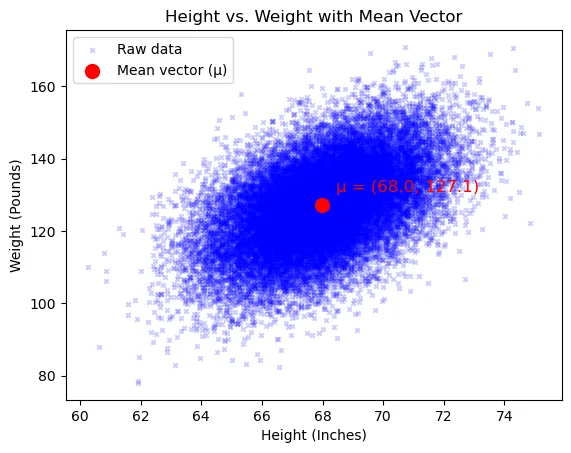 Height vs. Weight with Mean Vector
Raw data
Mean vector (μ)
μ = (68.0, 127.1)
Weight (Pounds)
160
140
120
100
80
60 62 64 66 68 70 72 74
Height (Inches)